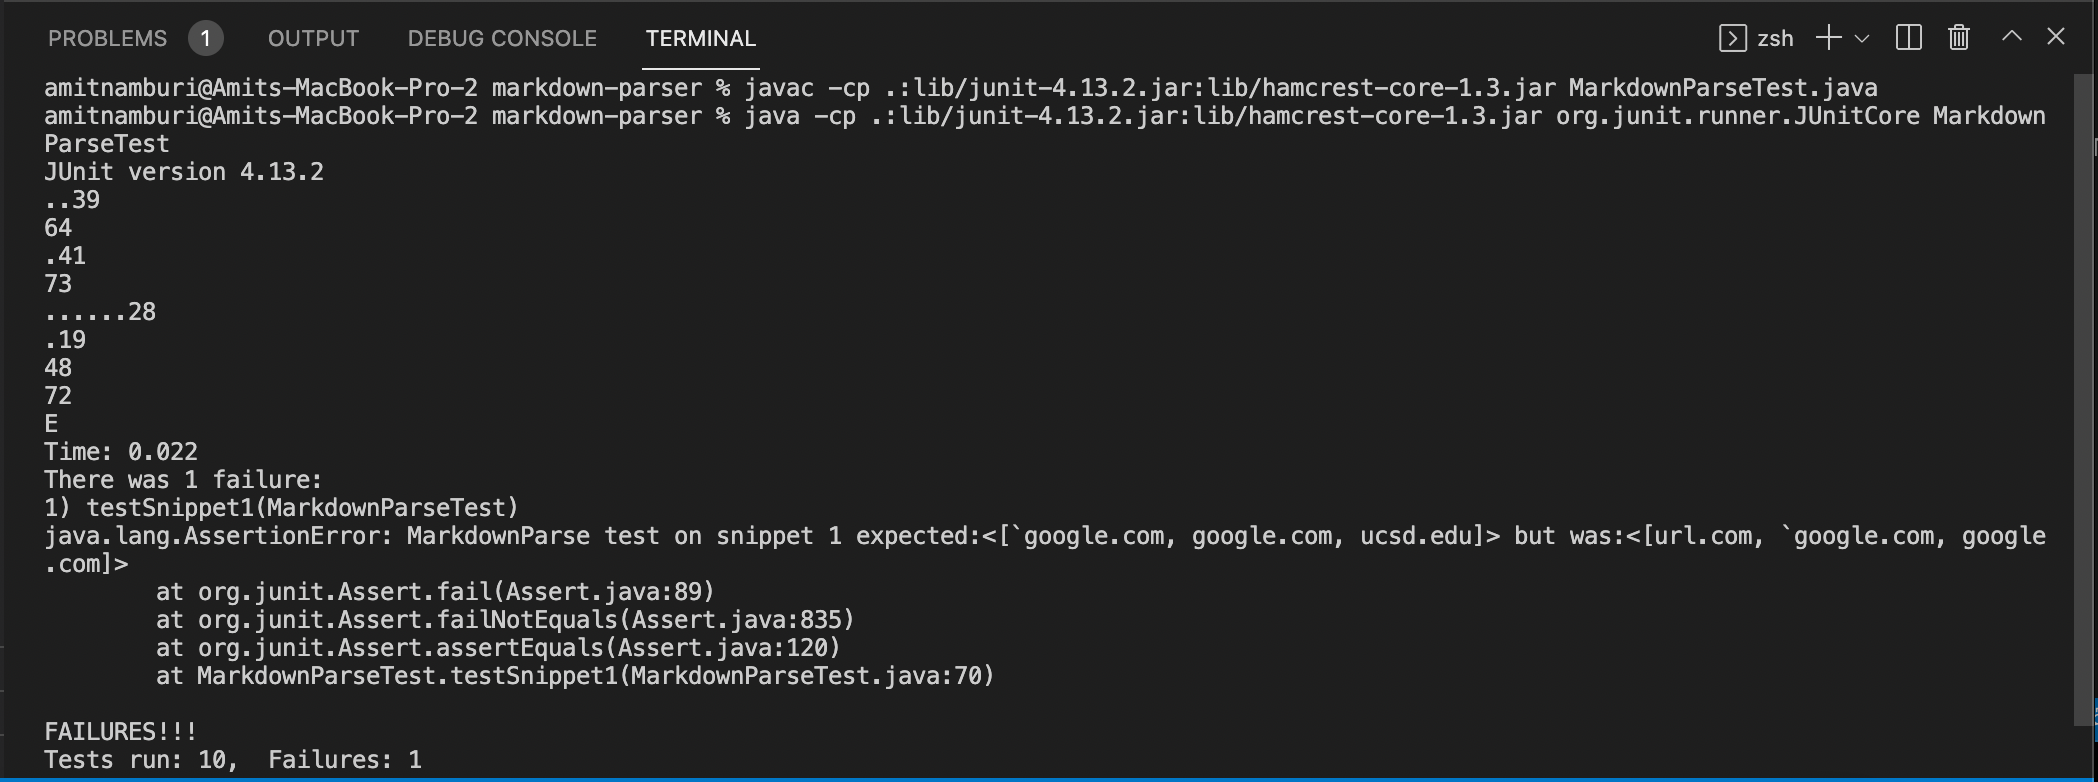 PROBLEMS 1 OUTPUT DEBUG CONSOLE TERMINAL zsh
amitnamburi@Amits-MacBook-Pro-2 markdown-parser % javac -cp .:lib/junit-4.13.2.jar:lib/hamcrest-core-1.3.jar MarkdownParseTest.java
amitnamburi@Amits-MacBook-Pro-2 markdown-parser % java -cp .:lib/junit-4.13.2.jar:lib/hamcrest-core-1.3.jar org.junit.runner.JUnitCore Markdown
ParseTest
JUnit version 4.13.2
..39
64
.41
73
......28
.19
48
72
E
Time: 0.022
There was 1 failure:
1) testSnippet1(MarkdownParseTest)
java.lang.AssertionError: MarkdownParse test on snippet 1 expected:<[`google.com, google.com, ucsd.edu]> but was:<[url.com, `google.com, google
.com]>
        at org.junit.Assert.fail(Assert.java:89)
        at org.junit.Assert.failNotEquals(Assert.java:835)
        at org.junit.Assert.assertEquals(Assert.java:120)
        at MarkdownParseTest.testSnippet1(MarkdownParseTest.java:70)
FAILURES!!!
Tests run: 10,  Failures: 1